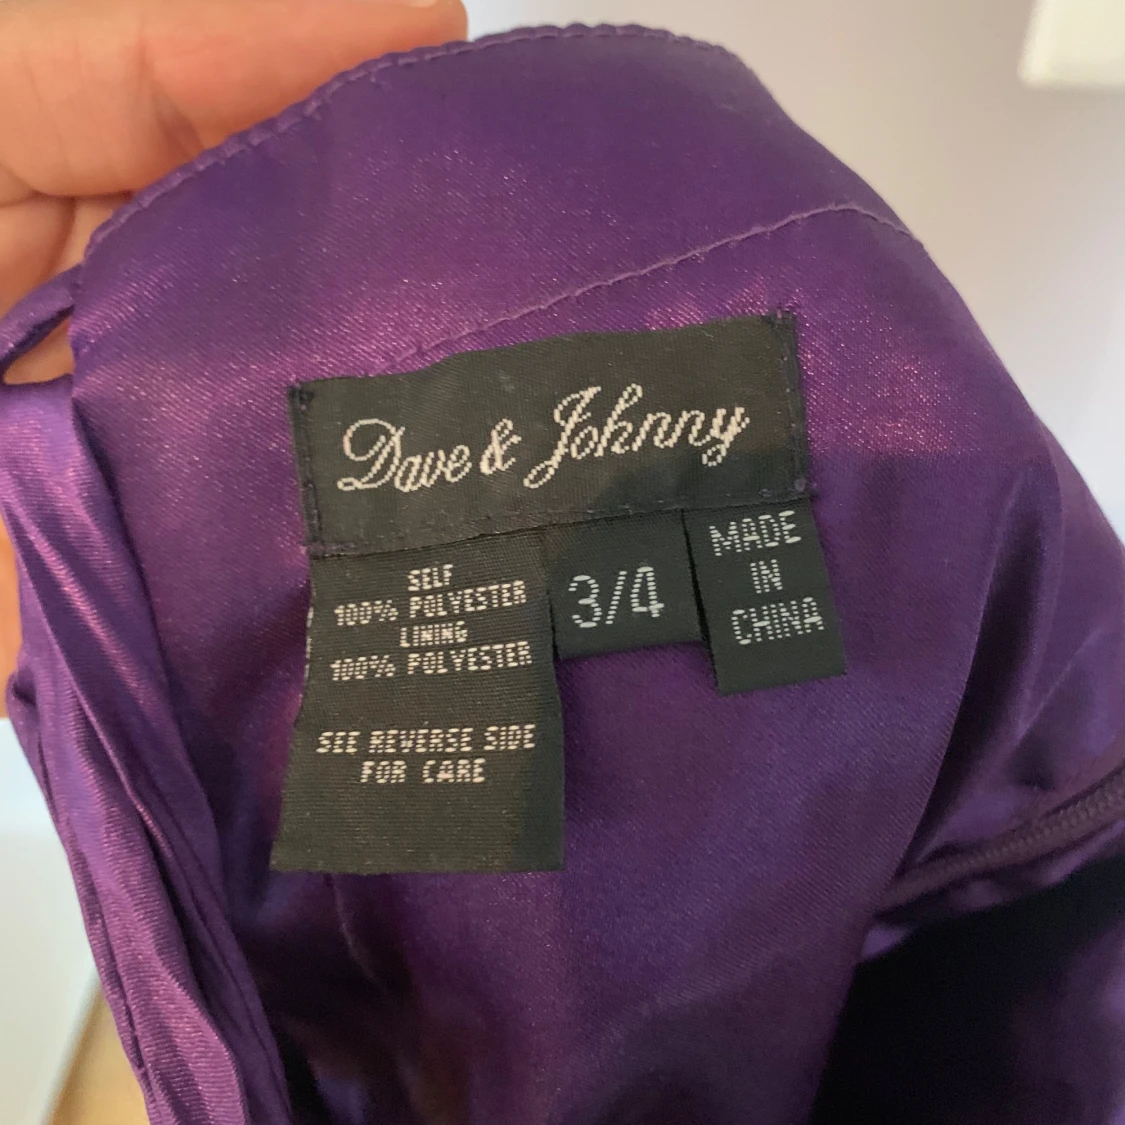 Dave & Johnny
SELF
100% POLYESTER
LINING
100% POLYESTER
SEE REVERSE SIDE
FOR CARE
3/4
MADE
IN
CHINA